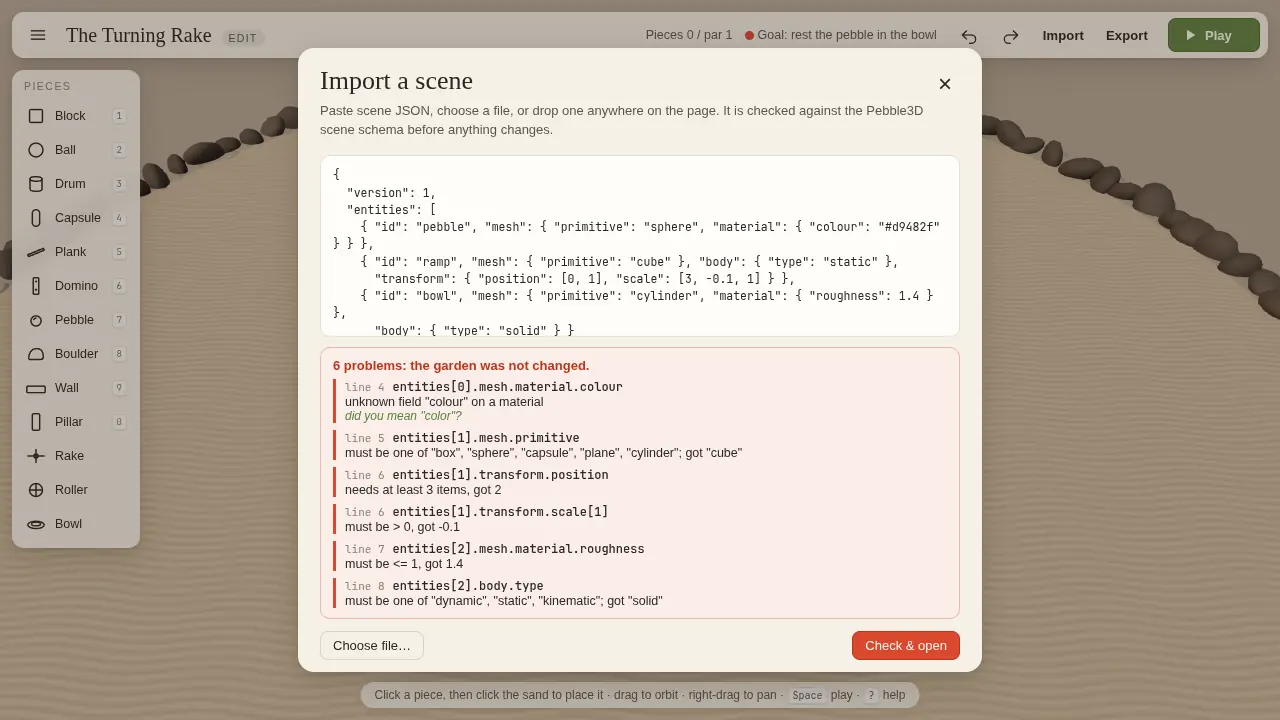 The Turning Rake EDIT Pieces 0 / par 1 Goal: rest the pebble in the bowl Import Export Play
PIECES
Block 1
Ball 2
Drum 3
Capsule 4
Plank 5
Domino 6
Pebble 7
Boulder 8
Wall 9
Pillar 0
Rake
Roller
Bowl
Import a scene
Paste scene JSON, choose a file, or drop one anywhere on the page. It is checked against the Pebble3D
scene schema before anything changes.
{
"version": 1,
"entities": [
{ "id": "pebble", "mesh": { "primitive": "sphere", "material": { "colour": "#d9482f"
} } },
{ "id": "ramp", "mesh": { "primitive": "cube" }, "body": { "type": "static" },
"transform": { "position": [0, 1], "scale": [3, -0.1, 1] } },
{ "id": "bowl", "mesh": { "primitive": "cylinder", "material": { "roughness": 1.4 }
},
"body": { "type": "solid" } }
6 problems: the garden was not changed.
line 4 entities[0].mesh.material.colour
unknown field "colour" on a material
did you mean "color"?
line 5 entities[1].mesh.primitive
must be one of "box", "sphere", "capsule", "plane", "cylinder"; got "cube"
line 6 entities[1].transform.position
needs at least 3 items, got 2
line 6 entities[1].transform.scale[1]
must be > 0, got -0.1
line 7 entities[2].mesh.material.roughness
must be <= 1, got 1.4
line 8 entities[2].body.type
must be one of "dynamic", "static", "kinematic"; got "solid"
Choose file… Check & open
Click a piece, then click the sand to place it · drag to orbit · right-drag to pan · Space play · ? help